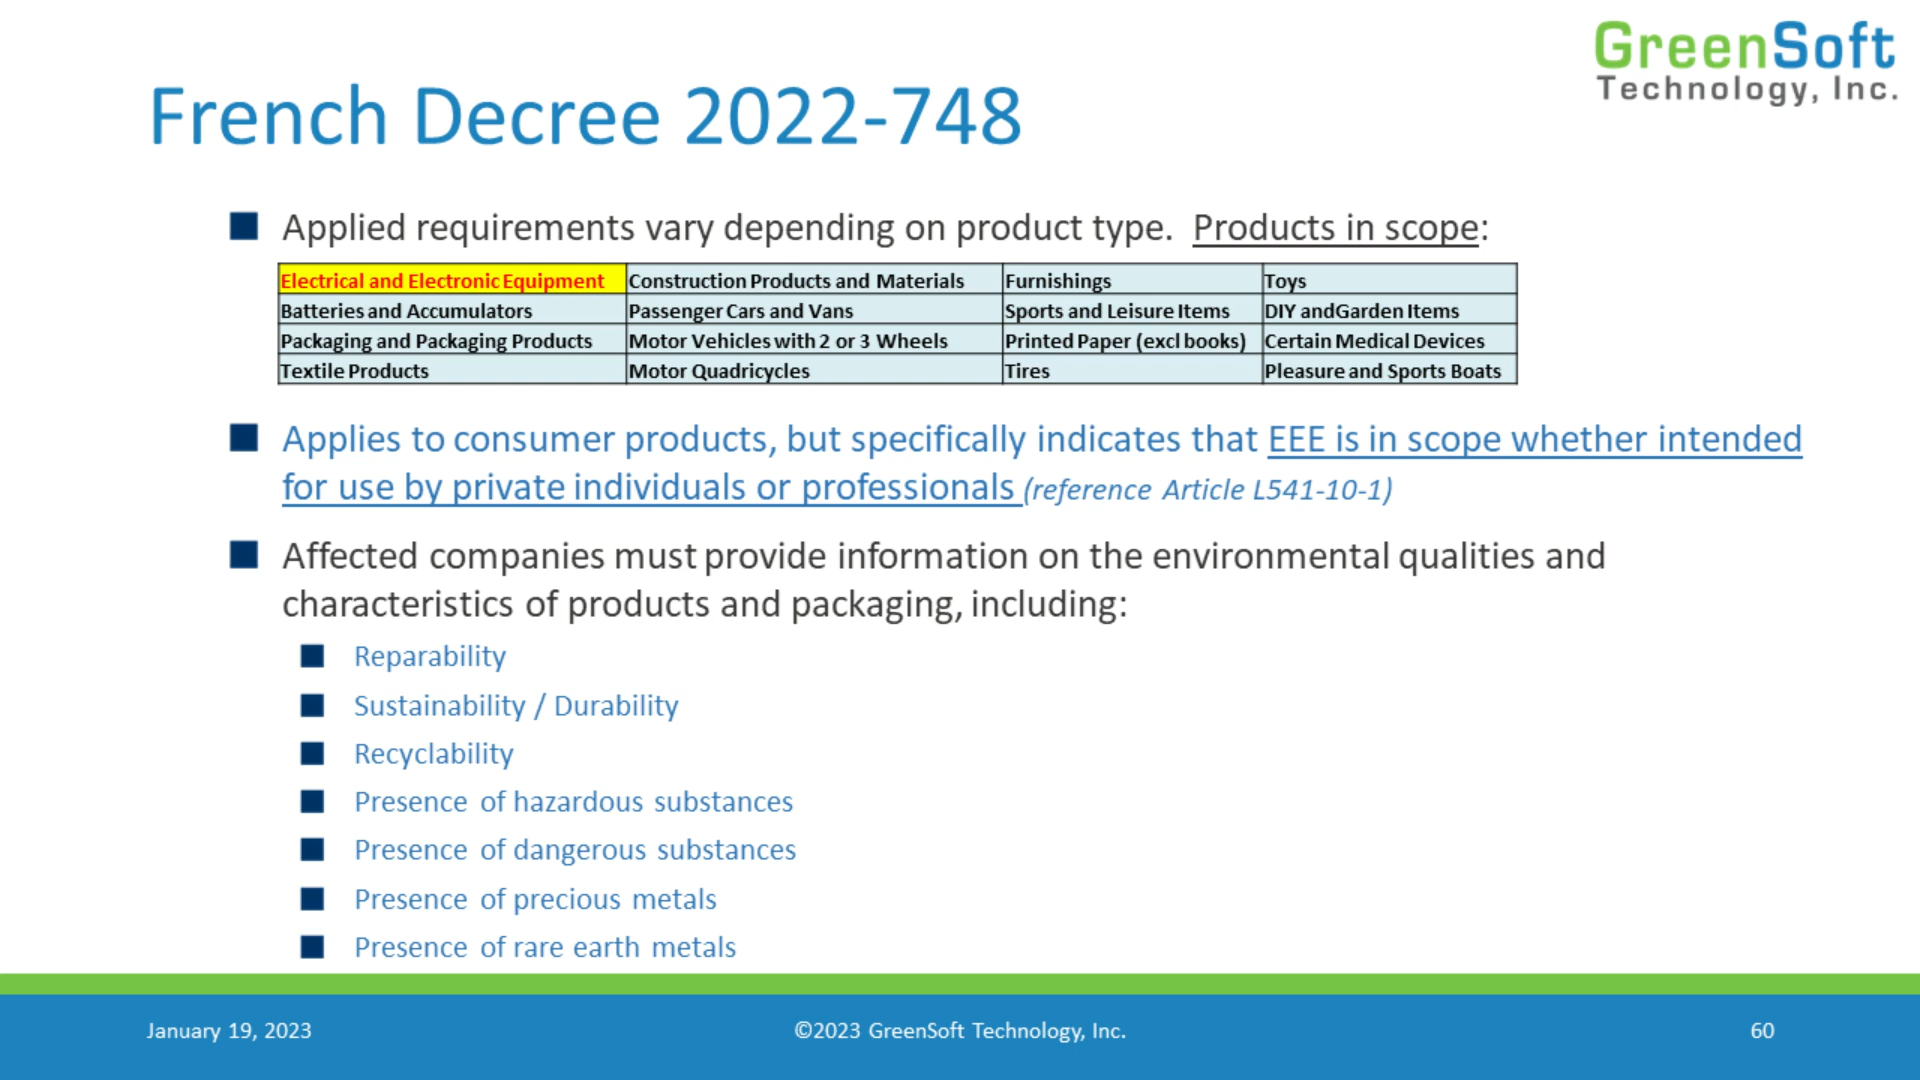 GreenSoft
Technology, Inc.
French Decree 2022-748
Applied requirements vary depending on product type. Products in scope:
Electrical and Electronic Equipment Construction Products and Materials Furnishings Toys
Batteries and Accumulators Passenger Cars and Vans Sports and Leisure Items DIY andGarden Items
Packaging and Packaging Products Motor Vehicles with 2 or 3 Wheels Printed Paper (excl books) Certain Medical Devices
Textile Products Motor Quadricycles Tires Pleasure and Sports Boats
Applies to consumer products, but specifically indicates that EEE is in scope whether intended
for use by private individuals or professionals (reference Article L541-10-1)
Affected companies must provide information on the environmental qualities and
characteristics of products and packaging, including:
Reparability
Sustainability / Durability
Recyclability
Presence of hazardous substances
Presence of dangerous substances
Presence of precious metals
Presence of rare earth metals
January 19, 2023 ©2023 GreenSoft Technology, Inc. 60